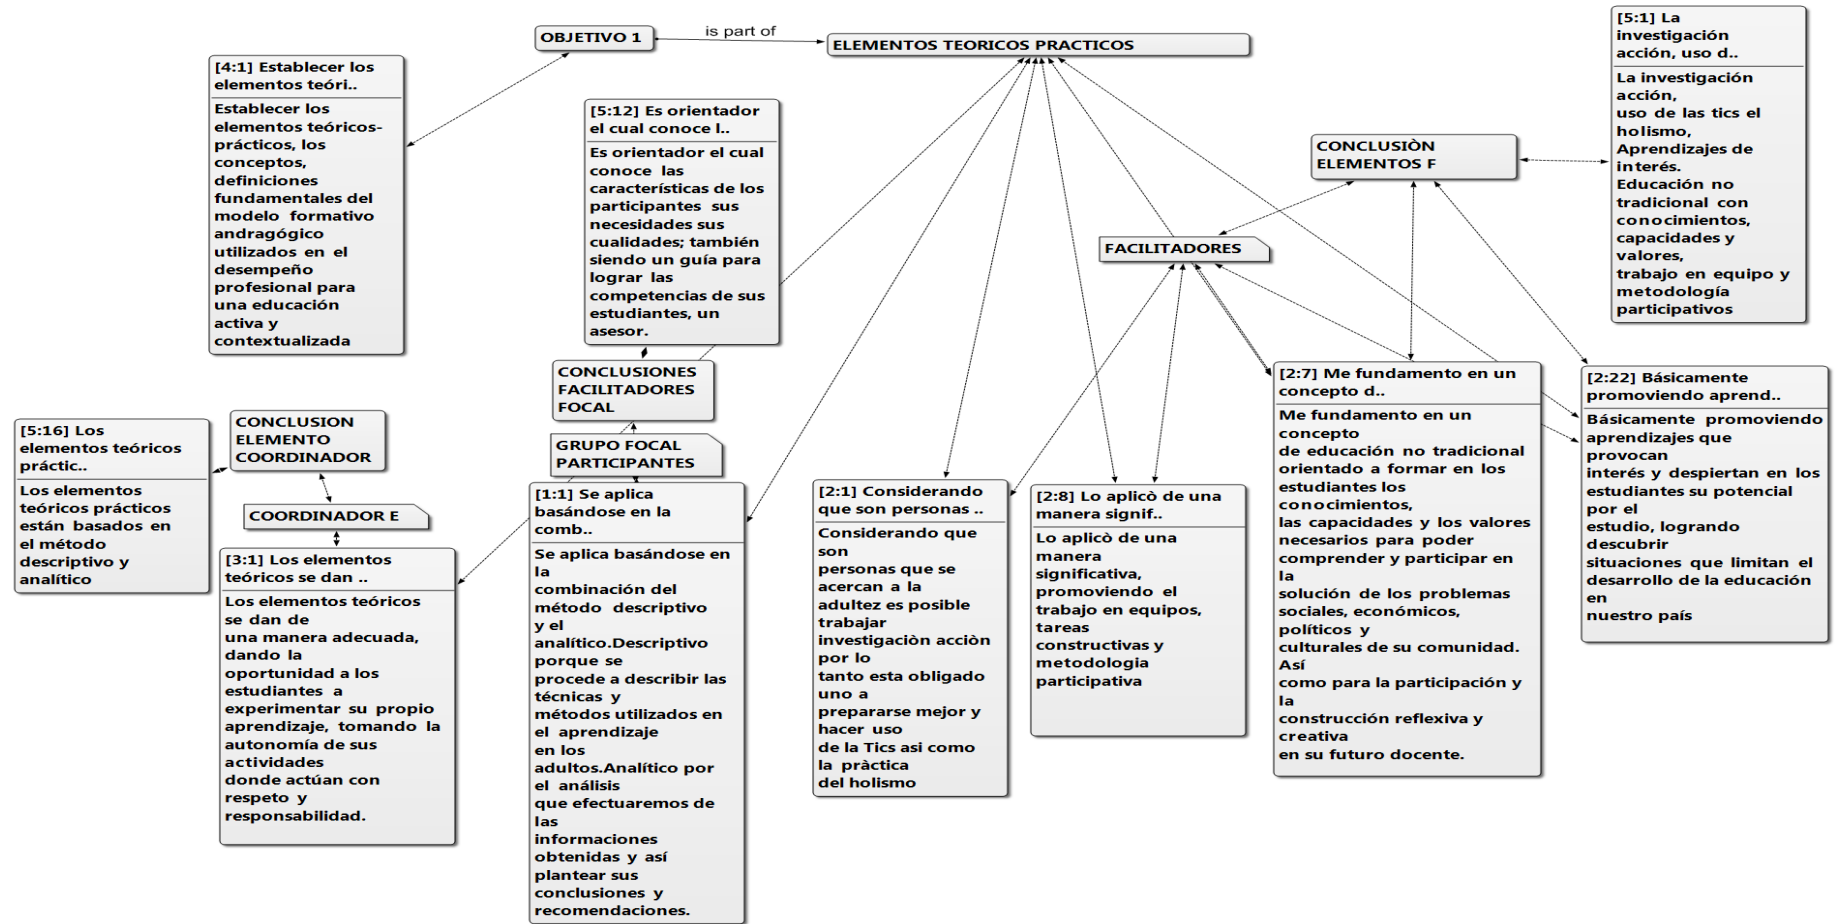 OBJETIVO 1
is part of
ELEMENTOS TEORICOS PRACTICOS
[5:1] La
investigación
acción, uso d..
La investigación
acción,
uso de las tics el
holismo,
Aprendizajes de
interés.
Educación no
tradicional con
conocimientos,
capacidades y
valores,
trabajo en equipo y
metodología
participativos
[4:1] Establecer los
elementos teóri..
Establecer los
elementos teóricos-
prácticos, los
conceptos,
definiciones
fundamentales del
modelo formativo
andragógico
utilizados en el
desempeño
profesional para
una educación
activa y
contextualizada
[5:12] Es orientador
el cual conoce l..
Es orientador el cual
conoce las
características de los
participantes sus
necesidades sus
cualidades; también
siendo un guía para
lograr las
competencias de sus
estudiantes, un
asesor.
CONCLUSIÒN
ELEMENTOS F
FACILITADORES
CONCLUSIONES
FACILITADORES
FOCAL
GRUPO FOCAL
PARTICIPANTES
[5:16] Los
elementos teóricos
práctic..
Los elementos
teóricos prácticos
están basados en
el método
descriptivo y
analítico
CONCLUSION
ELEMENTO
COORDINADOR
COORDINADOR E
[3:1] Los elementos
teóricos se dan ..
Los elementos teóricos
se dan de
una manera adecuada,
dando la
oportunidad a los
estudiantes a
experimentar su propio
aprendizaje, tomando la
autonomía de sus
actividades
donde actúan con
respeto y
responsabilidad.
[1:1] Se aplica
basándose en la
comb..
Se aplica basándose en
la
combinación del
método descriptivo
y el
analítico.Descriptivo
porque se
procede a describir las
técnicas y
métodos utilizados en
el aprendizaje
en los
adultos.Analítico por
el análisis
que efectuaremos de
las
informaciones
obtenidas y así
plantear sus
conclusiones y
recomendaciones.
[2:1] Considerando
que son personas ..
Considerando que
son
personas que se
acercan a la
adultez es posible
trabajar
investigaciòn acciòn
por lo
tanto esta obligado
uno a
prepararse mejor y
hacer uso
de la Tics asi como
la pràctica
del holismo
[2:8] Lo aplicò de una
manera signif..
Lo aplicò de una
manera
significativa,
promoviendo el
trabajo en equipos,
tareas
constructivas y
metodologia
participativa
[2:7] Me fundamento en un
concepto d..
Me fundamento en un
concepto
de educación no tradicional
orientado a formar en los
estudiantes los
conocimientos,
las capacidades y los valores
necesarios para poder
comprender y participar en
la
solución de los problemas
sociales, económicos,
políticos y
culturales de su comunidad.
Así
como para la participación y
la
construcción reflexiva y
creativa
en su futuro docente.
[2:22] Básicamente
promoviendo aprend..
Básicamente promoviendo
aprendizajes que
provocan
interés y despiertan en los
estudiantes su potencial
por el
estudio, logrando
descubrir
situaciones que limitan el
desarrollo de la educación
en
nuestro país